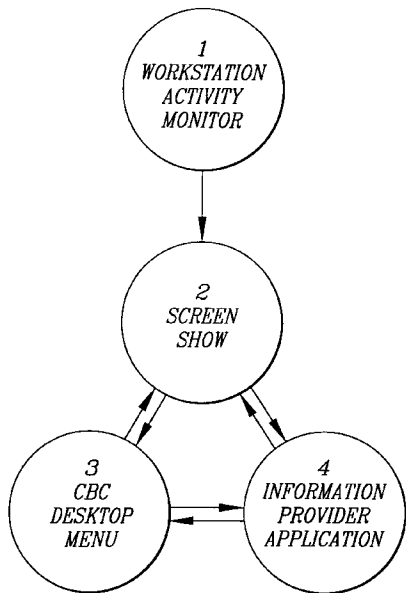 1
WORKSTATION
ACTIVITY
MONITOR
2
SCREEN
SHOW
3
CBC
DESKTOP
MENU
4
INFORMATION
PROVIDER
APPLICATION